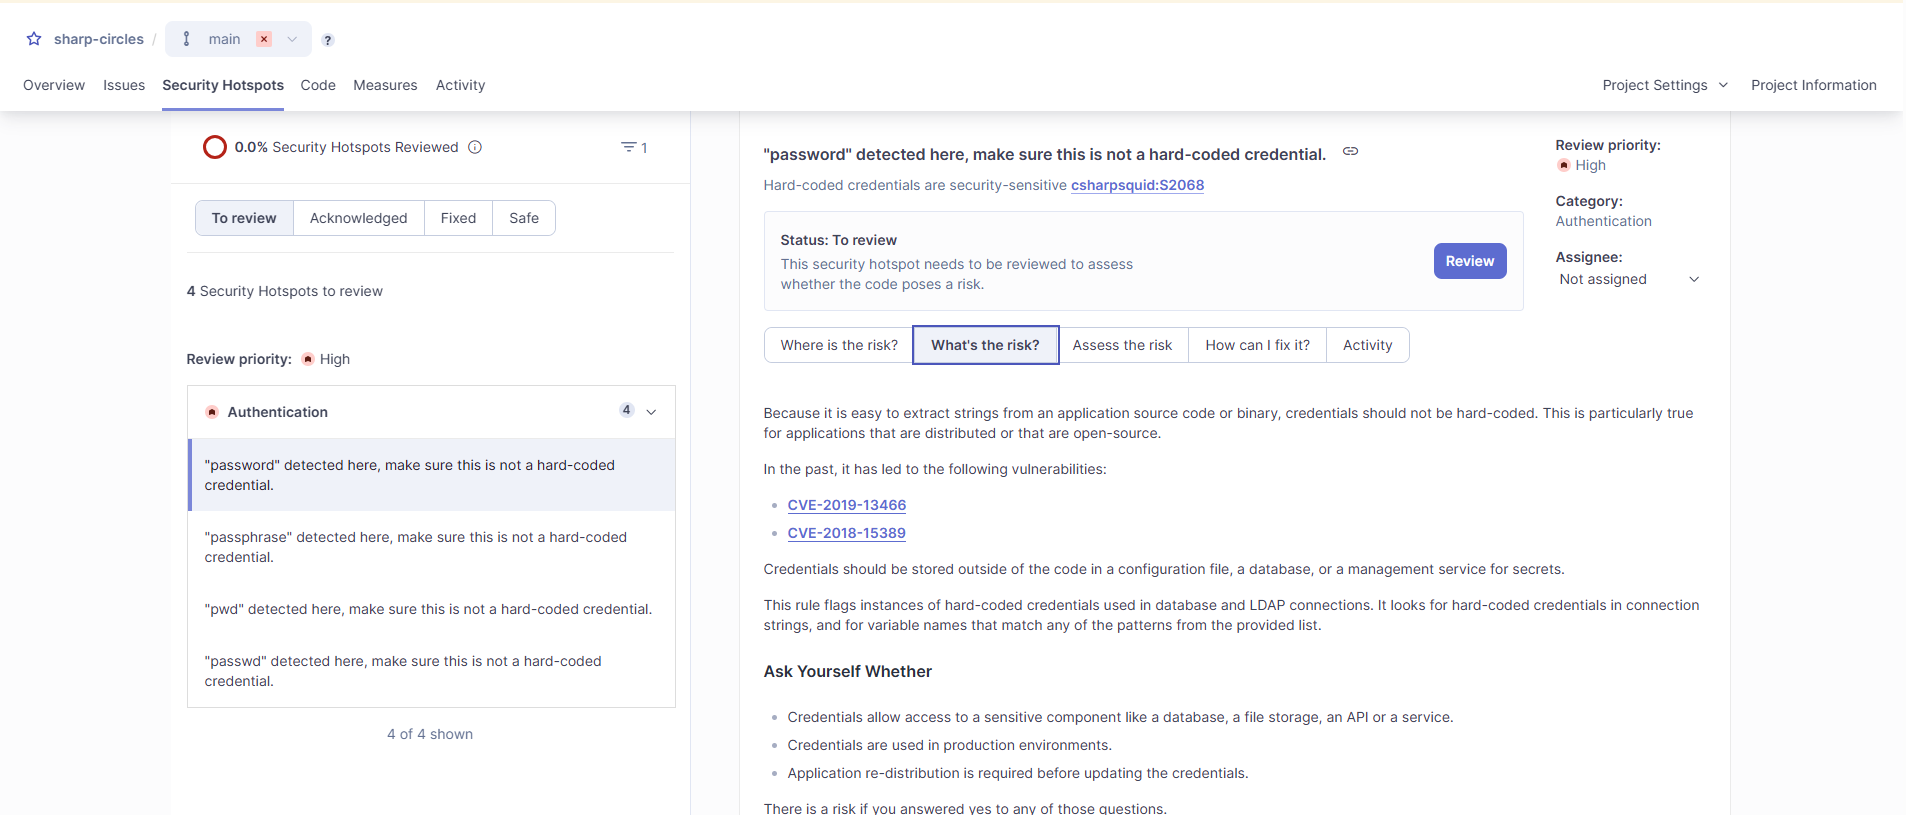 sharp-circles / main
Overview Issues Security Hotspots Code Measures Activity Project Settings Project Information
0.0% Security Hotspots Reviewed 1
To review Acknowledged Fixed Safe
4 Security Hotspots to review
Review priority: High
Authentication 4
"password" detected here, make sure this is not a hard-coded
credential.
"passphrase" detected here, make sure this is not a hard-coded
credential.
"pwd" detected here, make sure this is not a hard-coded credential.
"passwd" detected here, make sure this is not a hard-coded
credential.
4 of 4 shown
"password" detected here, make sure this is not a hard-coded credential.
Hard-coded credentials are security-sensitive csharpsquid:S2068
Status: To review
This security hotspot needs to be reviewed to assess
whether the code poses a risk.
Review
Review priority:
High
Category:
Authentication
Assignee:
Not assigned
Where is the risk? What's the risk? Assess the risk How can I fix it? Activity
Because it is easy to extract strings from an application source code or binary, credentials should not be hard-coded. This is particularly true
for applications that are distributed or that are open-source.
In the past, it has led to the following vulnerabilities:
CVE-2019-13466
CVE-2018-15389
Credentials should be stored outside of the code in a configuration file, a database, or a management service for secrets.
This rule flags instances of hard-coded credentials used in database and LDAP connections. It looks for hard-coded credentials in connection
strings, and for variable names that match any of the patterns from the provided list.
Ask Yourself Whether
Credentials allow access to a sensitive component like a database, a file storage, an API or a service.
Credentials are used in production environments.
Application re-distribution is required before updating the credentials.
There is a risk if you answered yes to any of those questions.